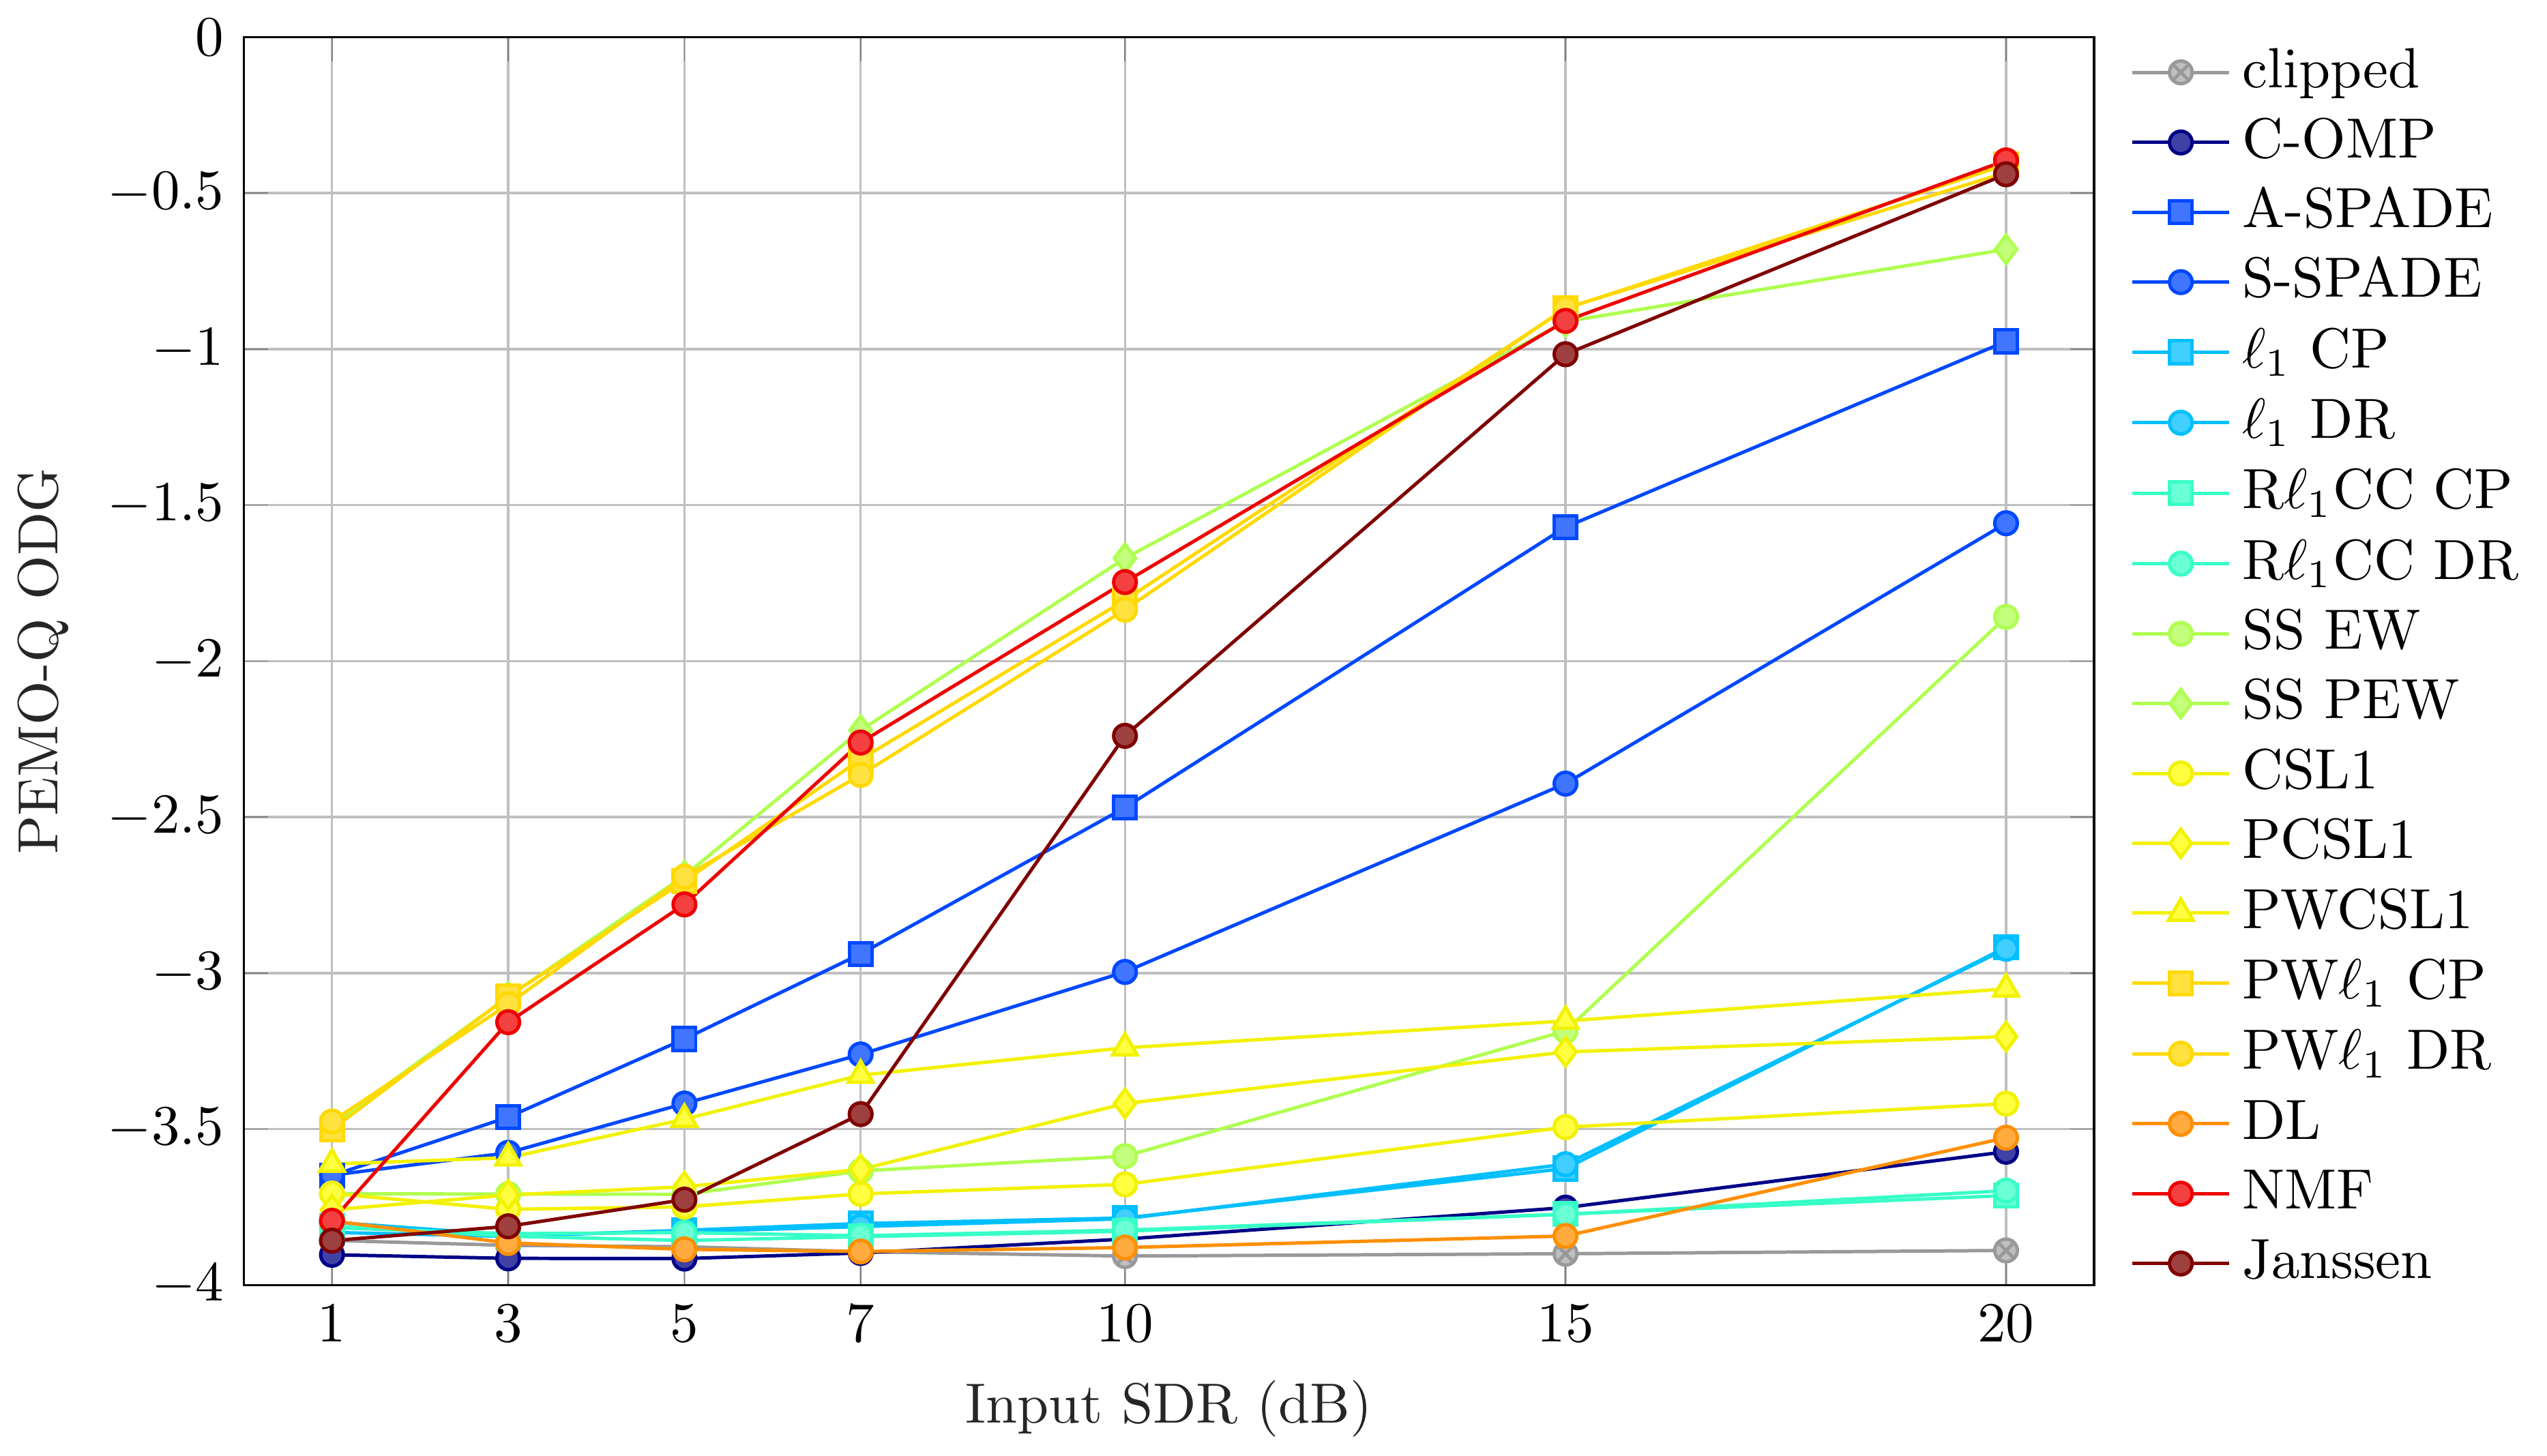 0
−0.5
−1
−1.5
−2
−2.5
−3
−3.5
−4
PEMO-Q ODG
1 3 5 7 10 15 20
Input SDR (dB)
clipped
C-OMP
A-SPADE
S-SPADE
ℓ₁ CP
ℓ₁ DR
Rℓ₁CC CP
Rℓ₁CC DR
SS EW
SS PEW
CSL1
PCSL1
PWCSL1
PWℓ₁ CP
PWℓ₁ DR
DL
NMF
Janssen